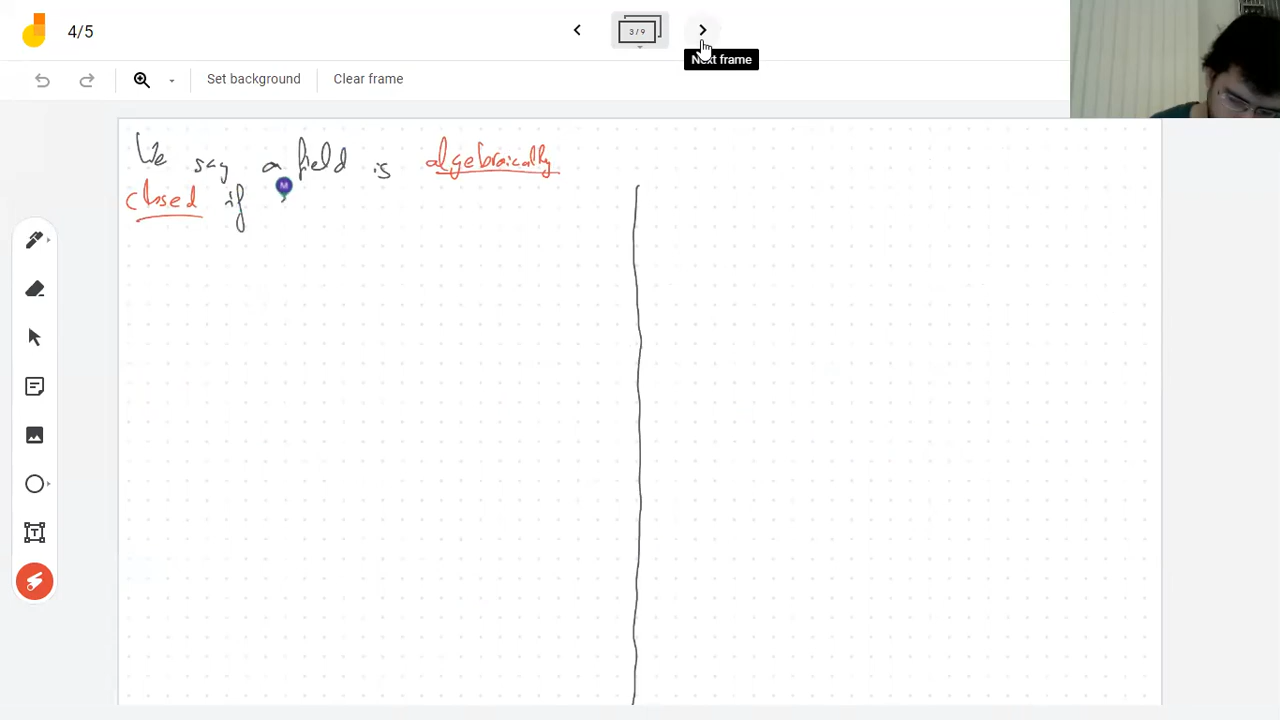 4/5
3 / 9
Next frame
Set background
Clear frame
We say a field is algebraically
closed if
M